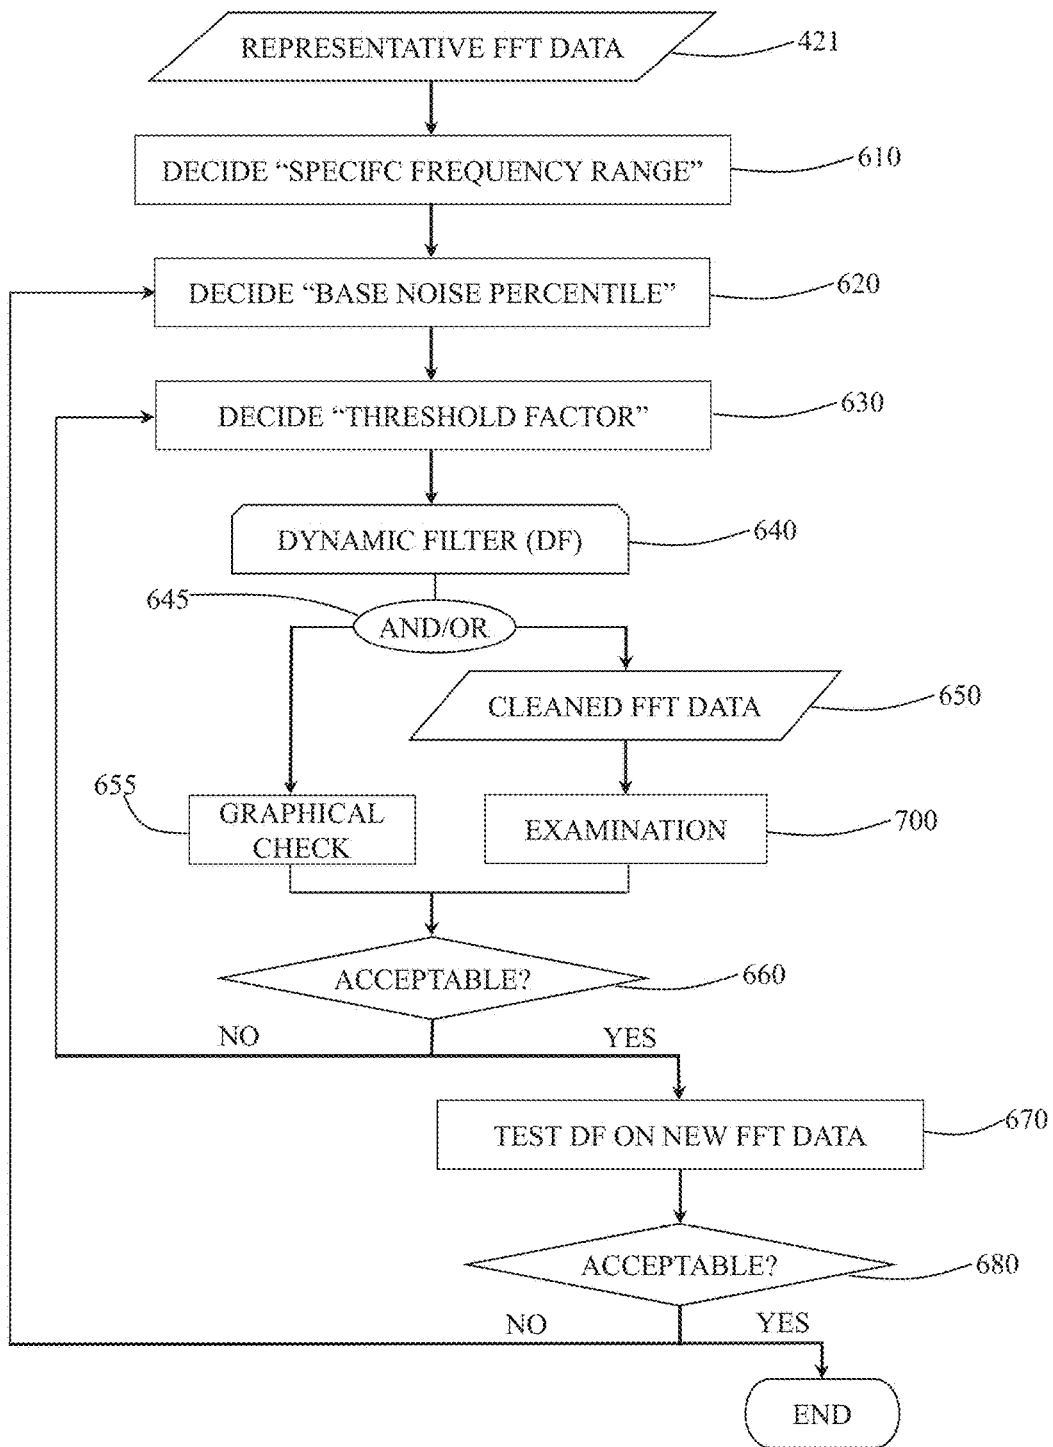 REPRESENTATIVE FFT DATA
421
DECIDE “SPECIFC FREQUENCY RANGE”
610
DECIDE “BASE NOISE PERCENTILE”
620
DECIDE “THRESHOLD FACTOR”
630
DYNAMIC FILTER (DF)
640
645
AND/OR
CLEANED FFT DATA
650
655
GRAPHICAL
CHECK
EXAMINATION
700
ACCEPTABLE?
660
NO
YES
TEST DF ON NEW FFT DATA
670
ACCEPTABLE?
680
NO
YES
END